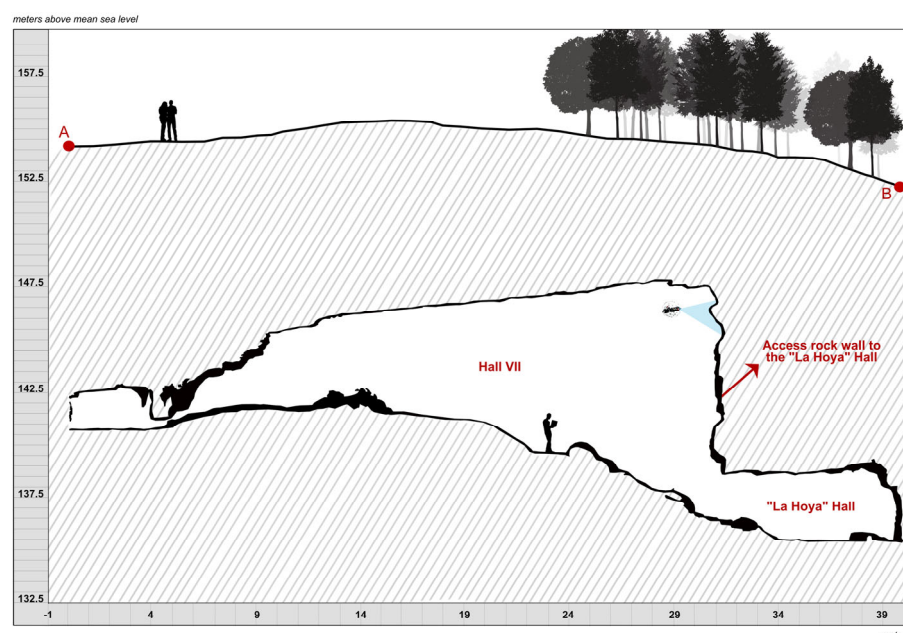 meters above mean sea level
157.5
A
152.5
B
147.5
Access rock wall to
the "La Hoya" Hall
Hall VII
142.5
137.5
"La Hoya" Hall
132.5
-1 4 9 14 19 24 29 34 39